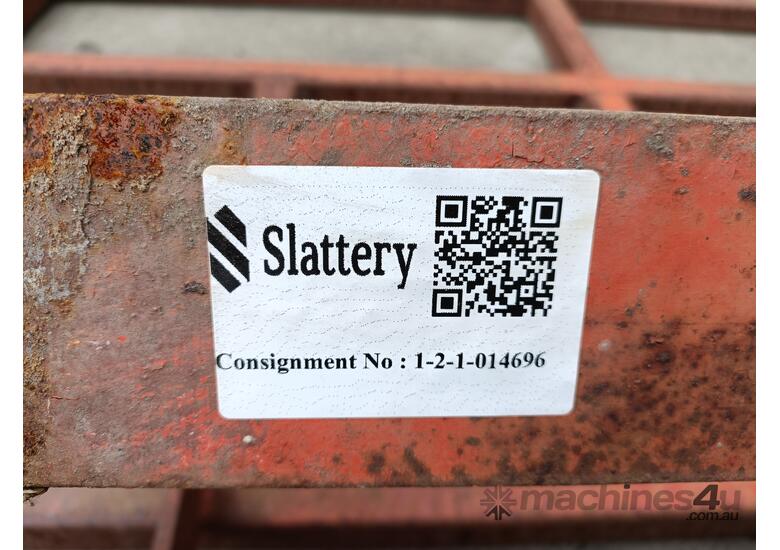 Slattery
Consignment No : 1-2-1-014696
machines4u
.com.au